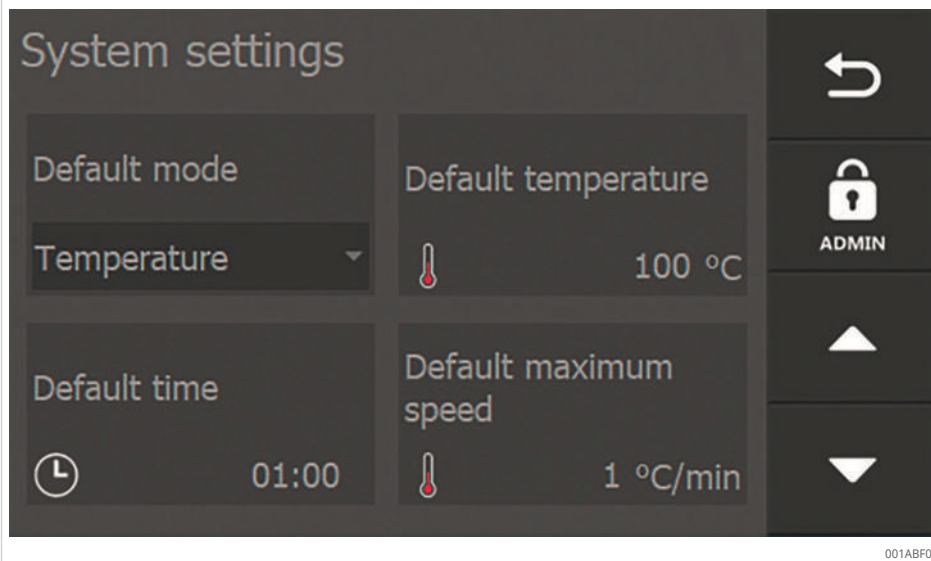 System settings
Default mode
Temperature
Default temperature
100 °C
Default time
01:00
Default maximum
speed
1 °C/min
ADMIN
001ABF0